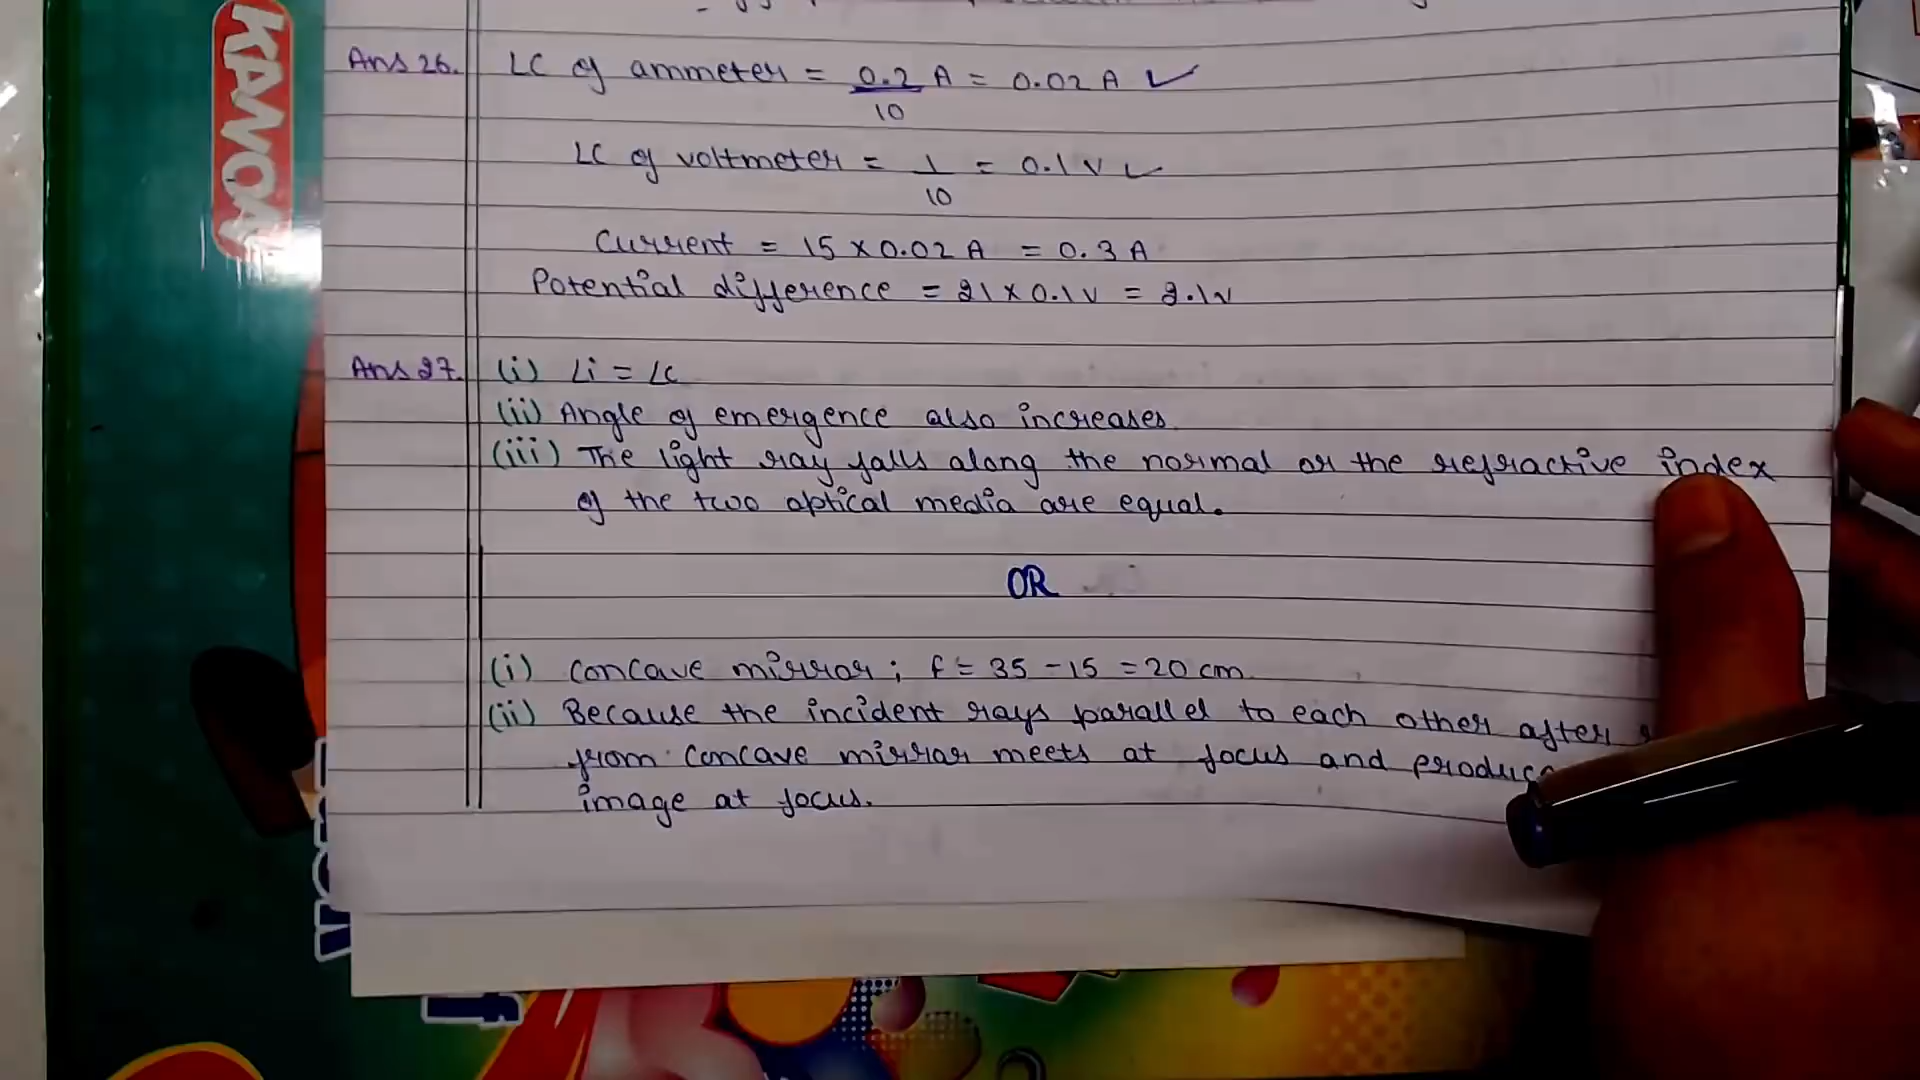 KANGA
Ans 26. LC of ammeter = 0.2 A = 0.02 A ✓
10
LC of voltmeter = 1 = 0.1 V ✓
10
Current = 15 × 0.02 A = 0.3 A
Potential difference = 21 × 0.1 V = 2.1 V
Ans 27. (i) ∠i = ∠c
(ii) Angle of emergence also increases.
(iii) The light ray falls along the normal or the refractive index
of the two optical media are equal.
OR
(i) Concave mirror; f = 35 - 15 = 20 cm.
(ii) Because the incident rays parallel to each other after
from concave mirror meets at focus and
image at focus.